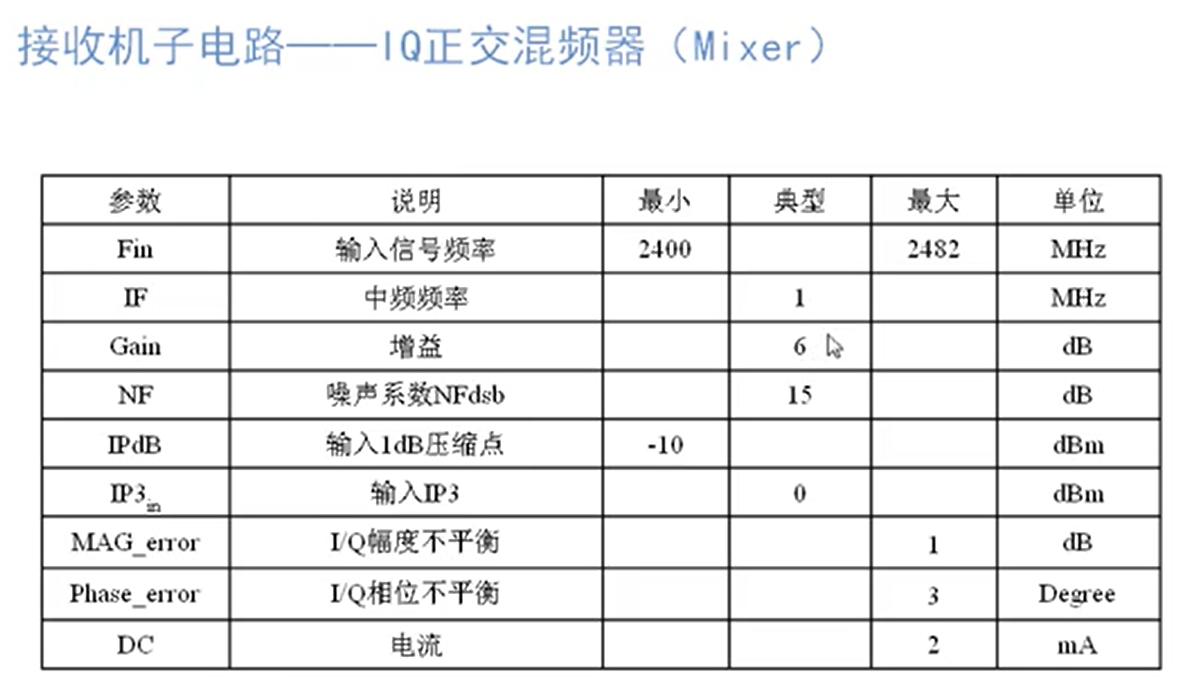 接收机子电路——IQ正交混频器（Mixer）
参数 说明 最小 典型 最大 单位
Fin 输入信号频率 2400 2482 MHz
IF 中频频率 1 MHz
Gain 增益 6 dB
NF 噪声系数NFdsb 15 dB
IPdB 输入1dB压缩点 -10 dBm
IP3in 输入IP3 0 dBm
MAG_error I/Q幅度不平衡 1 dB
Phase_error I/Q相位不平衡 3 Degree
DC 电流 2 mA